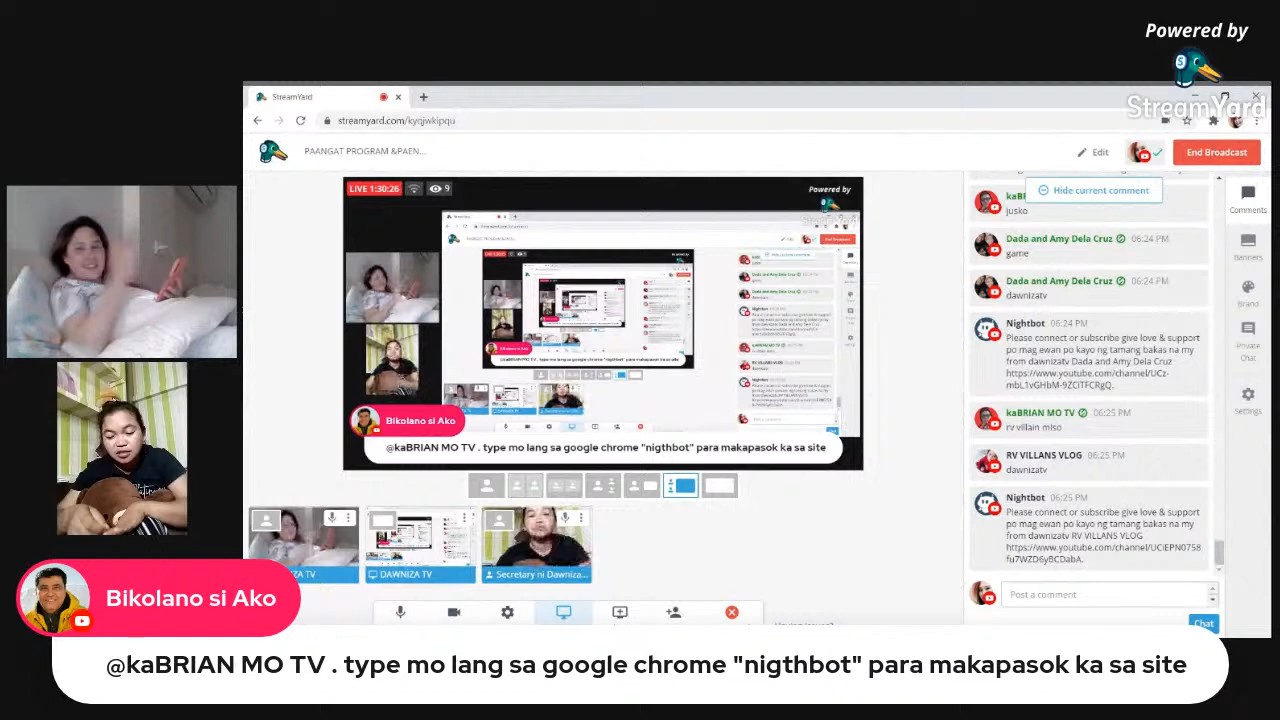 Powered by
StreamYard
StreamYard
streamyard.com/kyqjwkipqu
PAANGAT PROGRAM &PAEN...
Edit
End Broadcast
LIVE 1:30:26
9
Powered by
Hide current comment
jusko
Dada and Amy Dela Cruz 06:24 PM
game
Dada and Amy Dela Cruz 06:24 PM
dawnizatv
Nightbot 06:24 PM
Please connect or subscribe give love & support
po mag ewan po kayo ng tamang bakas na my
from dawnizatv Dada and Amy Dela Cruz
https://www.youtube.com/channel/UCz-
mbL1vGHbM-9ZCITFCRgQ.
kaBRIAN MO TV 06:25 PM
rv villain miso
RV VILLANS VLOG 06:25 PM
dawnizatv
Nightbot 06:25 PM
Please connect or subscribe give love & support
po mag ewan po kayo ng tamang bakas na my
from dawnizatv RV VILLANS VLOG
https://www.youtube.com/channel/UCiEPN0758
fu7WZD6yBCDabA.
Post a comment
Chat
Comments
Banners
Brand
Private
Chat
Settings
Bikolano si Ako
@kaBRIAN MO TV . type mo lang sa google chrome "nigthbot" para makapasok ka sa site
TV
DAWNIZA TV
Secretary ni Dawniza...
Bikolano si Ako
@kaBRIAN MO TV . type mo lang sa google chrome "nigthbot" para makapasok ka sa site